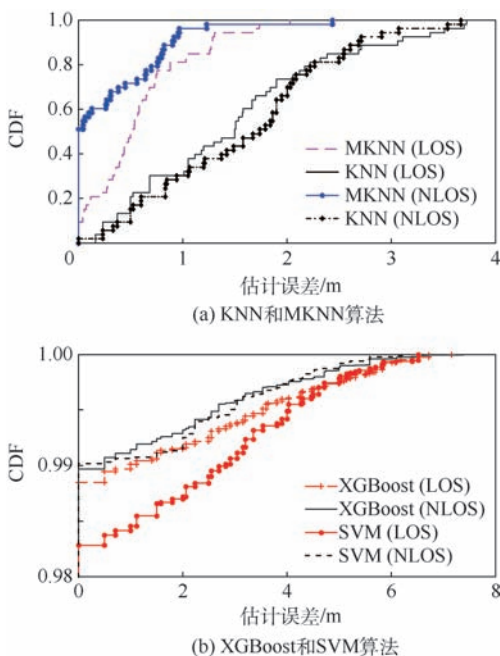 1.0
0.8
0.6
0.4
0.2
0
1
2
3
4
CDF
MKNN (LOS)
KNN (LOS)
MKNN (NLOS)
KNN (NLOS)
估计误差/m
(a) KNN和MKNN算法
1.00
0.99
0.98
0
2
4
6
8
CDF
XGBoost (LOS)
XGBoost (NLOS)
SVM (LOS)
SVM (NLOS)
估计误差/m
(b) XGBoost和SVM算法